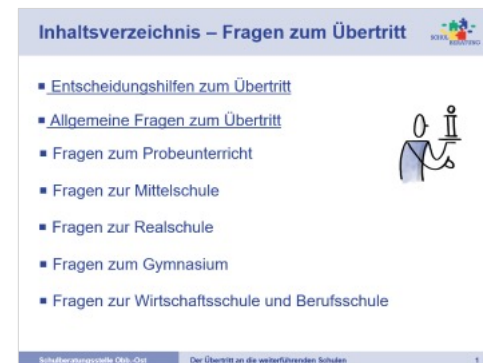 Inhaltsverzeichnis – Fragen zum Übertritt
SCHUL
BERATUNG
Entscheidungshilfen zum Übertritt
Allgemeine Fragen zum Übertritt
Fragen zum Probeunterricht
Fragen zur Mittelschule
Fragen zur Realschule
Fragen zum Gymnasium
Fragen zur Wirtschaftsschule und Berufsschule
Schulberatungsstelle Obb.-Ost
Der Übertritt an die weiterführenden Schulen
1